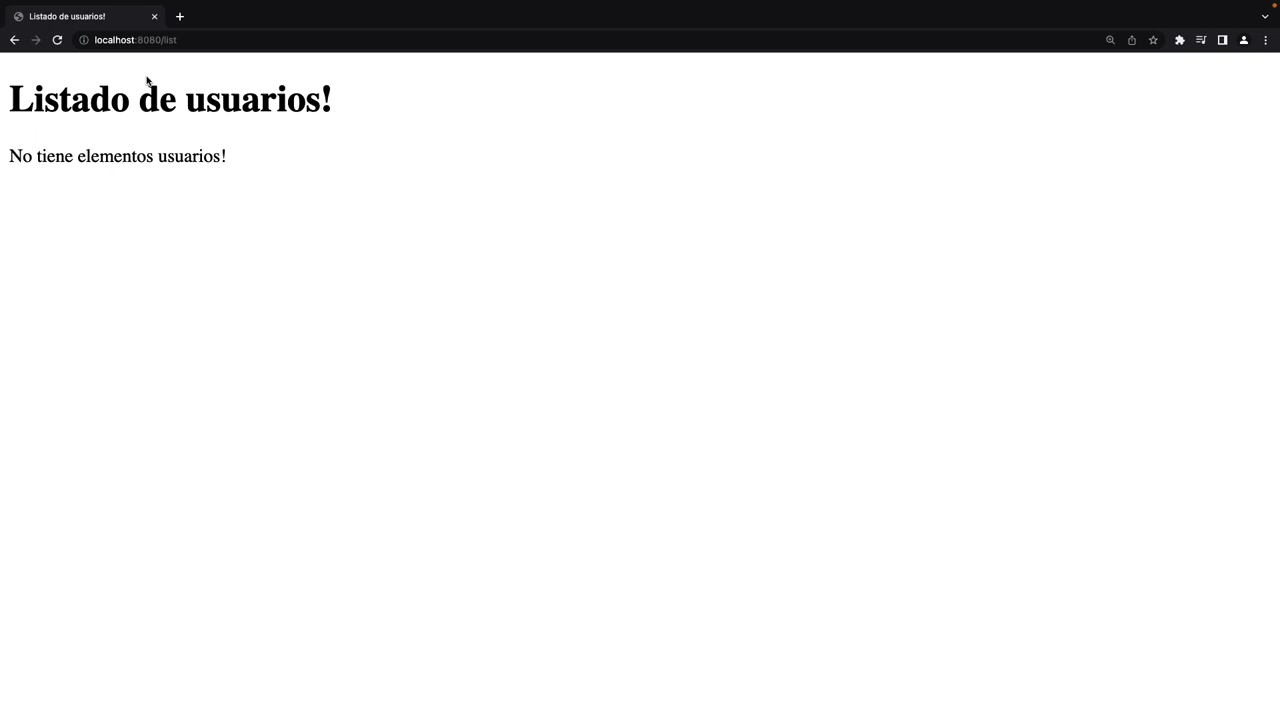 Listado de usuarios!
localhost:8080/list
Listado de usuarios!
No tiene elementos usuarios!